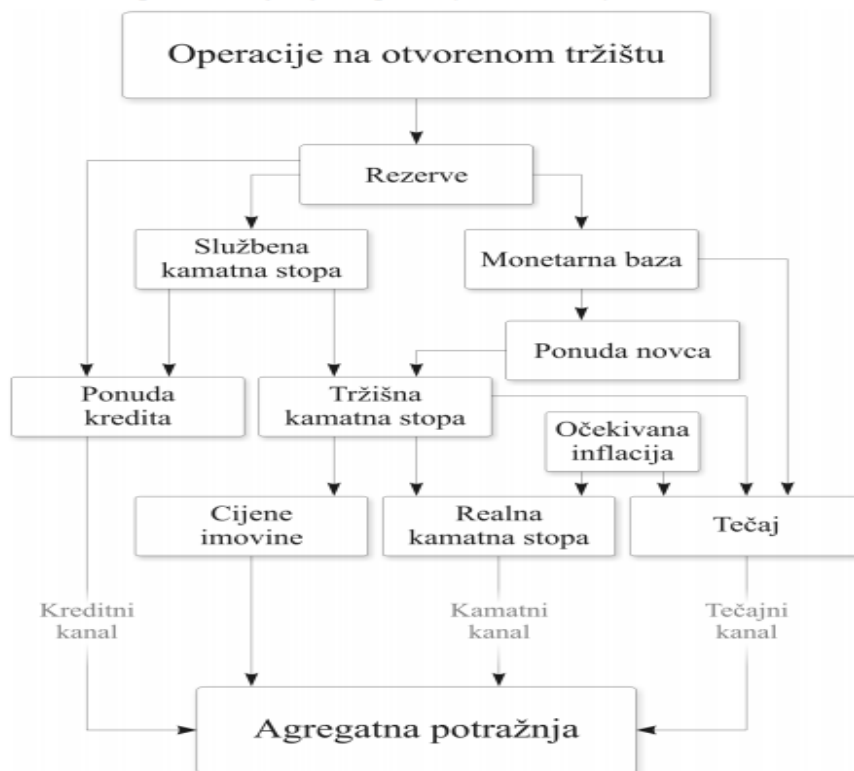 Operacije na otvorenom tržištu
Rezerve
Službena
kamatna stopa
Monetarna baza
Ponuda novca
Ponuda
kredita
Tržišna
kamatna stopa
Očekivana
inflacija
Cijene
imovine
Realna
kamatna stopa
Tečaj
Kreditni
kanal
Kamatni
kanal
Tečajni
kanal
Agregatna potražnja